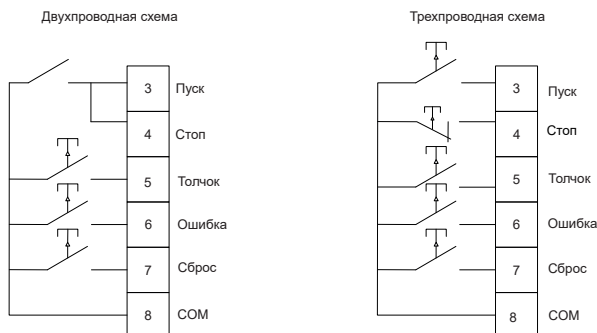 Двухпроводная схема
3 Пуск
4 Стоп
5 Толчок
6 Ошибка
7 Сброс
8 COM
Трехпроводная схема
3 Пуск
4 Стоп
5 Толчок
6 Ошибка
7 Сброс
8 COM